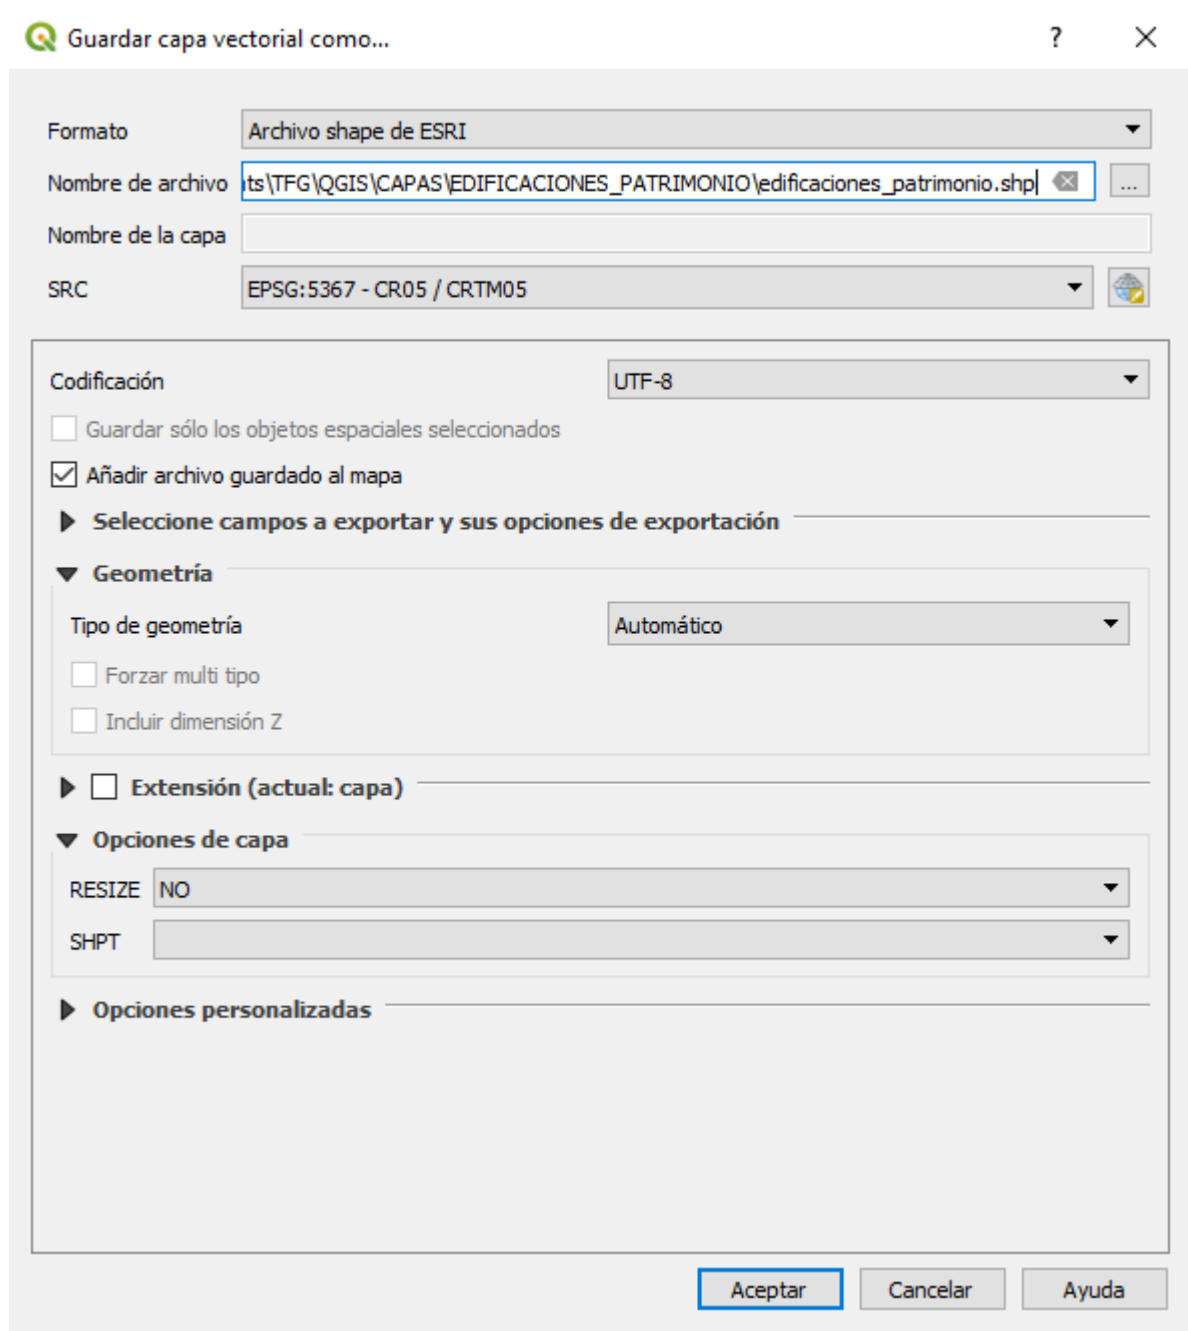 Guardar capa vectorial como...
?
Formato Archivo shape de ESRI
Nombre de archivo ts\TFG\QGIS\CAPAS\EDIFICACIONES_PATRIMONIO\edificaciones_patrimonio.shp ...
Nombre de la capa
SRC EPSG:5367 - CR05 / CRTM05
Codificación UTF-8
Guardar sólo los objetos espaciales seleccionados
Añadir archivo guardado al mapa
Seleccione campos a exportar y sus opciones de exportación
Geometría
Tipo de geometría Automático
Forzar multi tipo
Incluir dimensión Z
Extensión (actual: capa)
Opciones de capa
RESIZE NO
SHPT
Opciones personalizadas
Aceptar Cancelar Ayuda